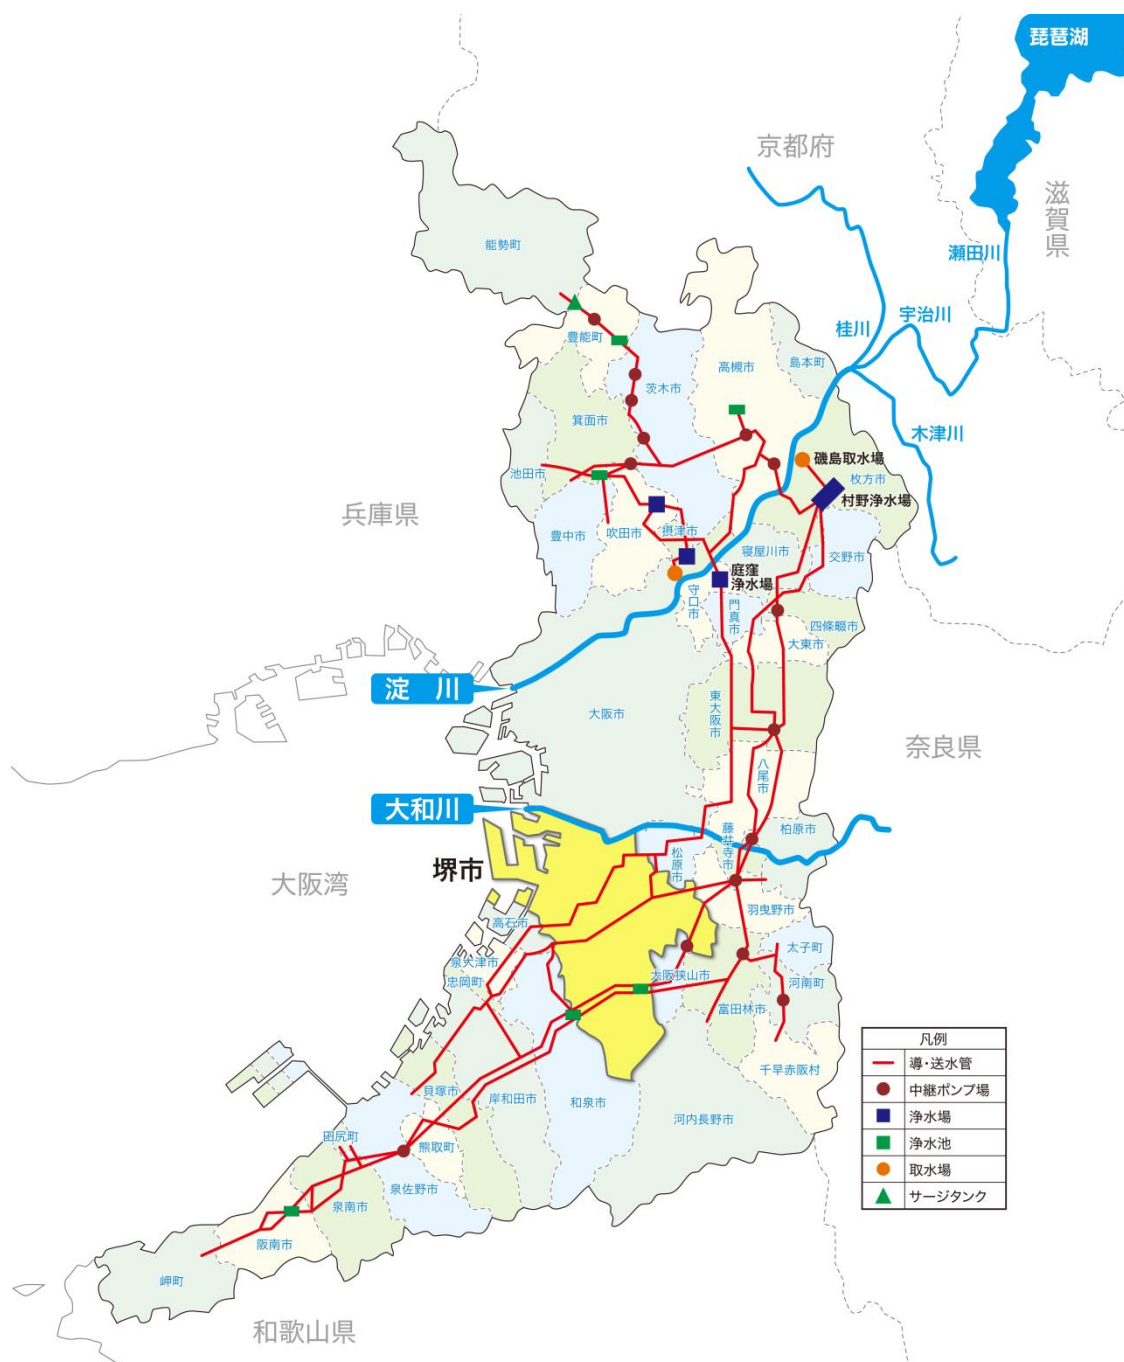 琵琶湖
京都府
滋賀県
瀬田川
宇治川
桂川
木津川
能勢町
豊能町
茨木市
高槻市
島本町
箕面市
池田市
磯島取水場
枚方市
村野浄水場
兵庫県
豊中市
吹田市
摂津市
寝屋川市
交野市
庭窪
浄水場
守口市
門真市
四條畷市
大東市
淀 川
大阪市
東大阪市
奈良県
八尾市
大和川
柏原市
藤井寺市
松原市
堺市
大阪湾
羽曳野市
高石市
太子町
泉大津市
忠岡町
大阪狭山市
河南町
富田林市
千早赤阪村
貝塚市
岸和田市
和泉市
河内長野市
田尻町
熊取町
泉佐野市
泉南市
阪南市
岬町
和歌山県
凡例
導・送水管
中継ポンプ場
浄水場
浄水池
取水場
サージタンク